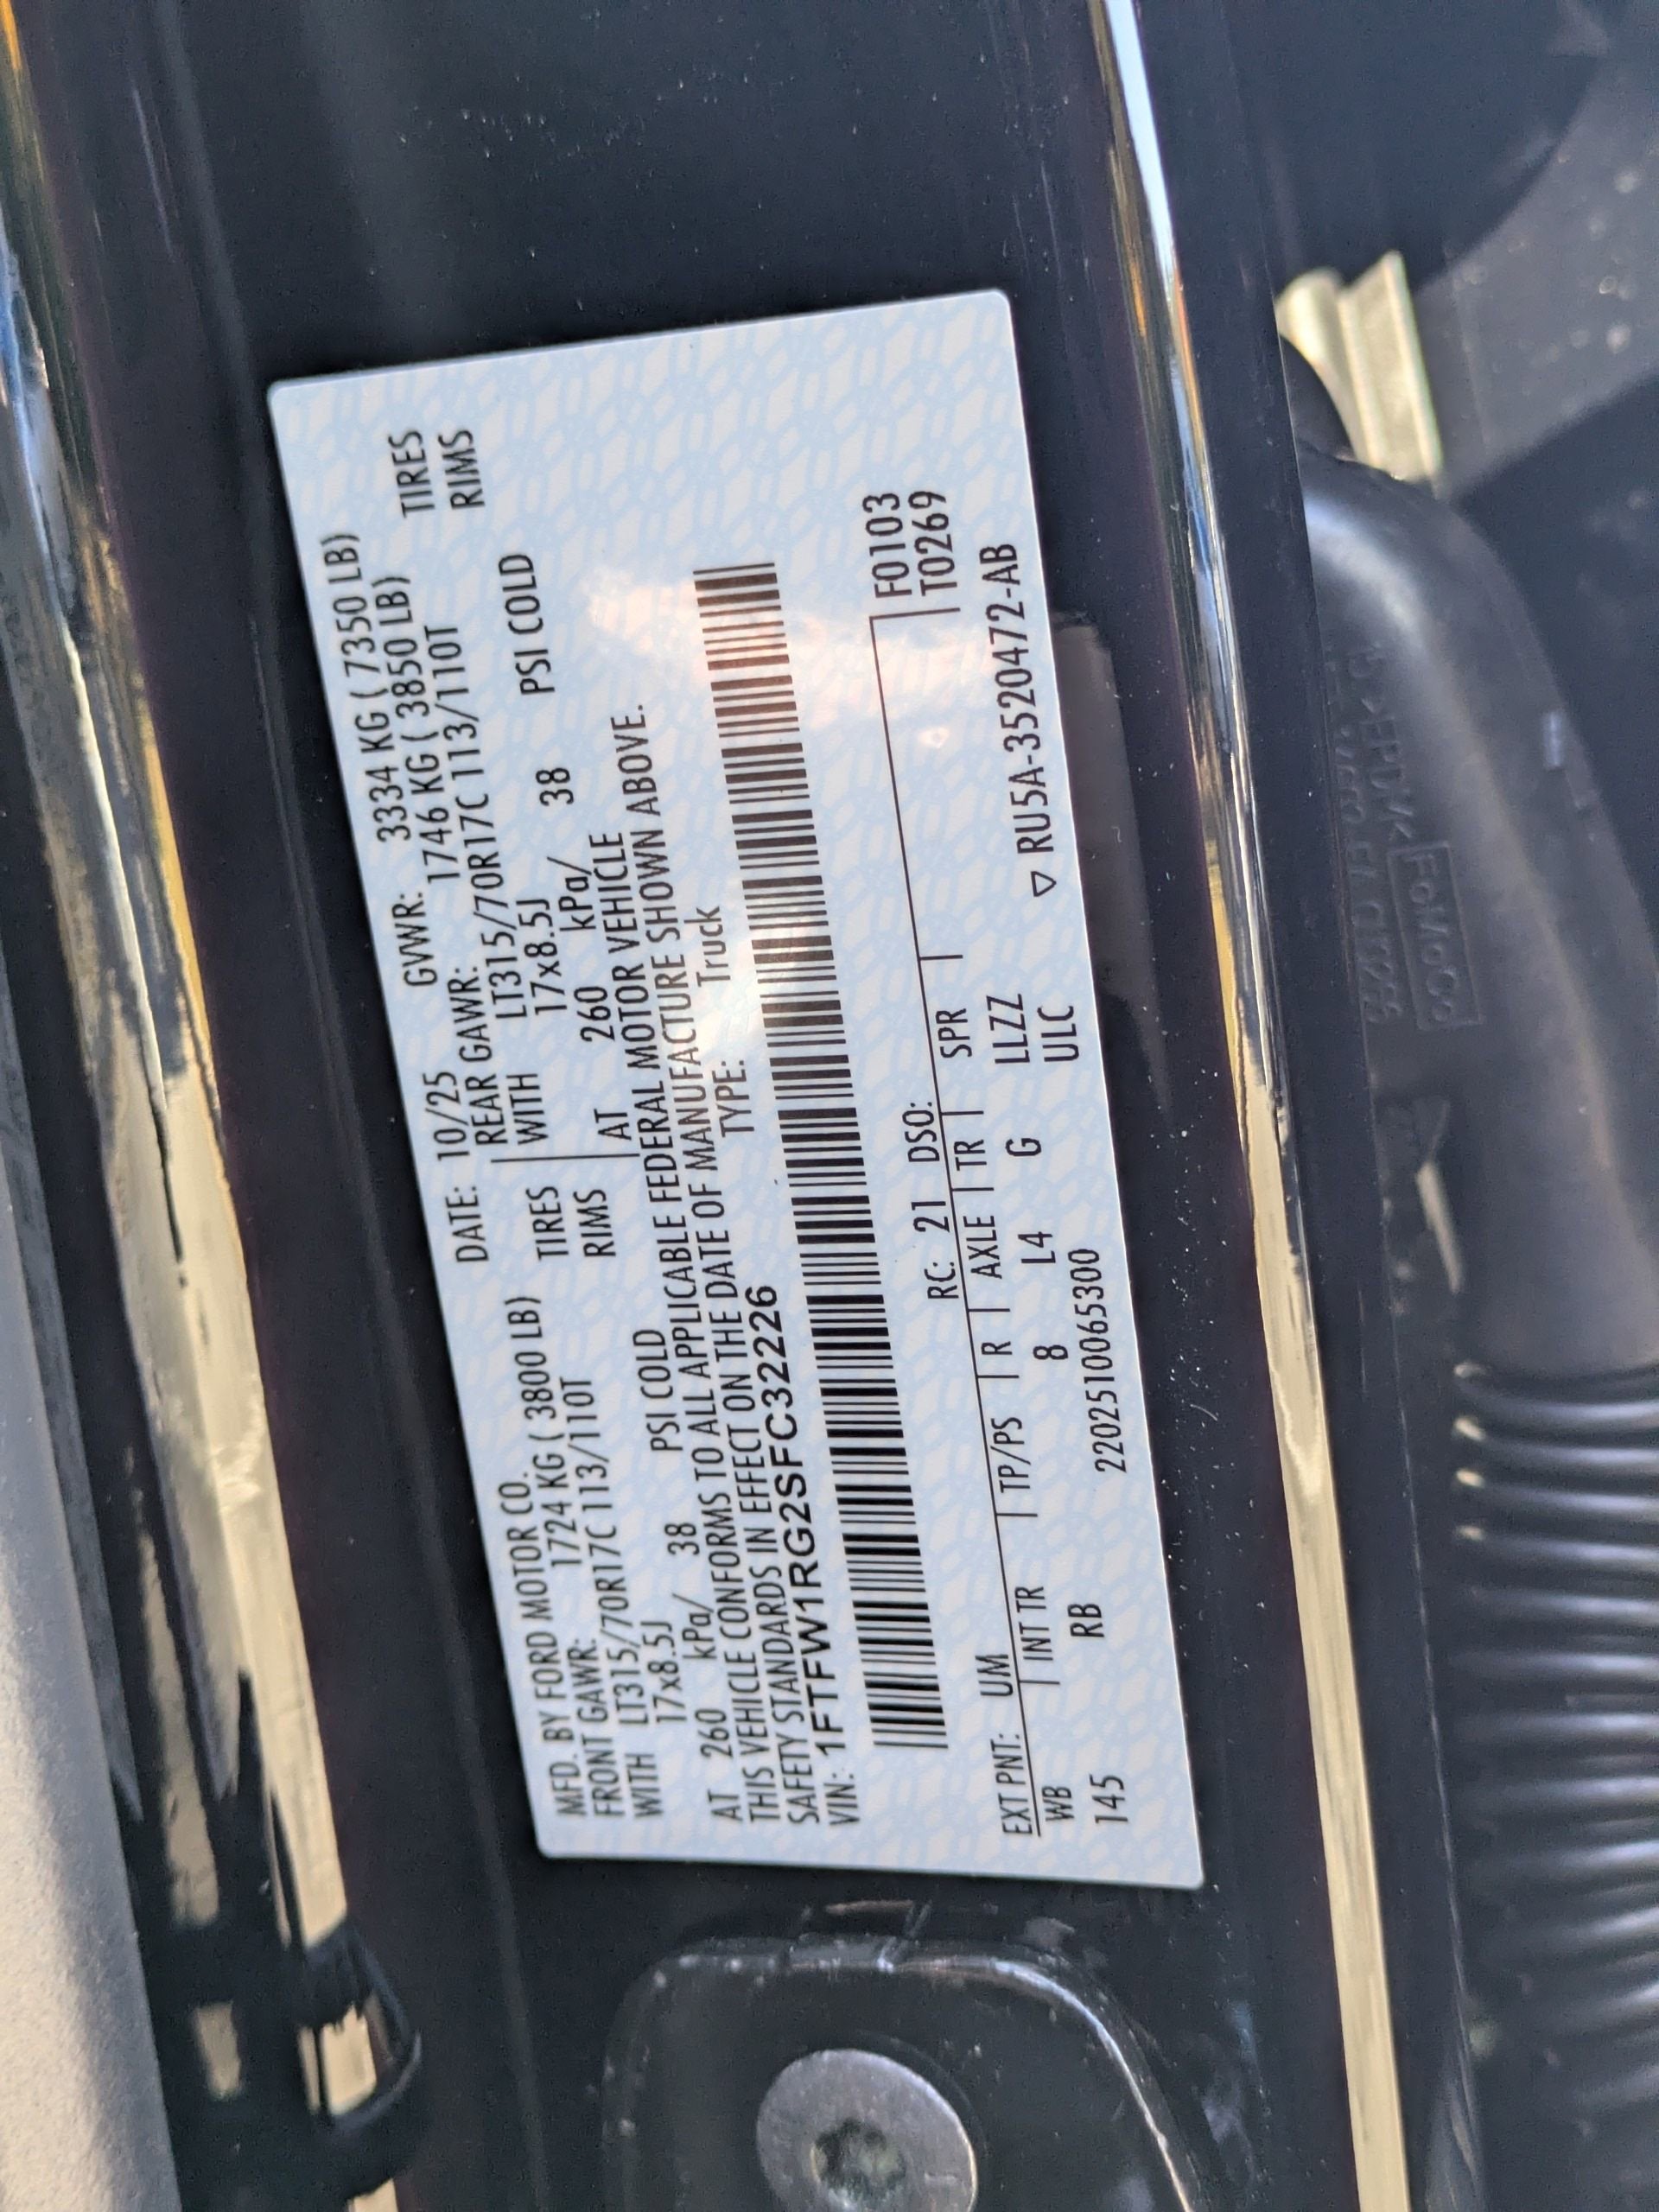 MFD. BY FORD MOTOR CO.
DATE: 10/25 GVWR: 3334 KG ( 7350 LB)
FRONT GAWR: 1724 KG ( 3800 LB) REAR GAWR: 1746 KG ( 3850 LB)
WITH LT315/70R17C 113/110T TIRES WITH LT315/70R17C 113/110T TIRES
17x8.5J RIMS 17x8.5J RIMS
AT 260 kPa/ 38 PSI COLD AT 260 kPa/ 38 PSI COLD
THIS VEHICLE CONFORMS TO ALL APPLICABLE FEDERAL MOTOR VEHICLE
SAFETY STANDARDS IN EFFECT ON THE DATE OF MANUFACTURE SHOWN ABOVE.
VIN: 1FTFW1RG2SFC32226 TYPE: Truck
F0103
T0269
EXT PNT: UM RC: 21 DSO:
WB INT TR TP/PS R AXLE TR SPR
145 RB 8 L4 G LLZZ
ULC
2202510065300
▽ RU5A-3520472-AB
FoMoCo